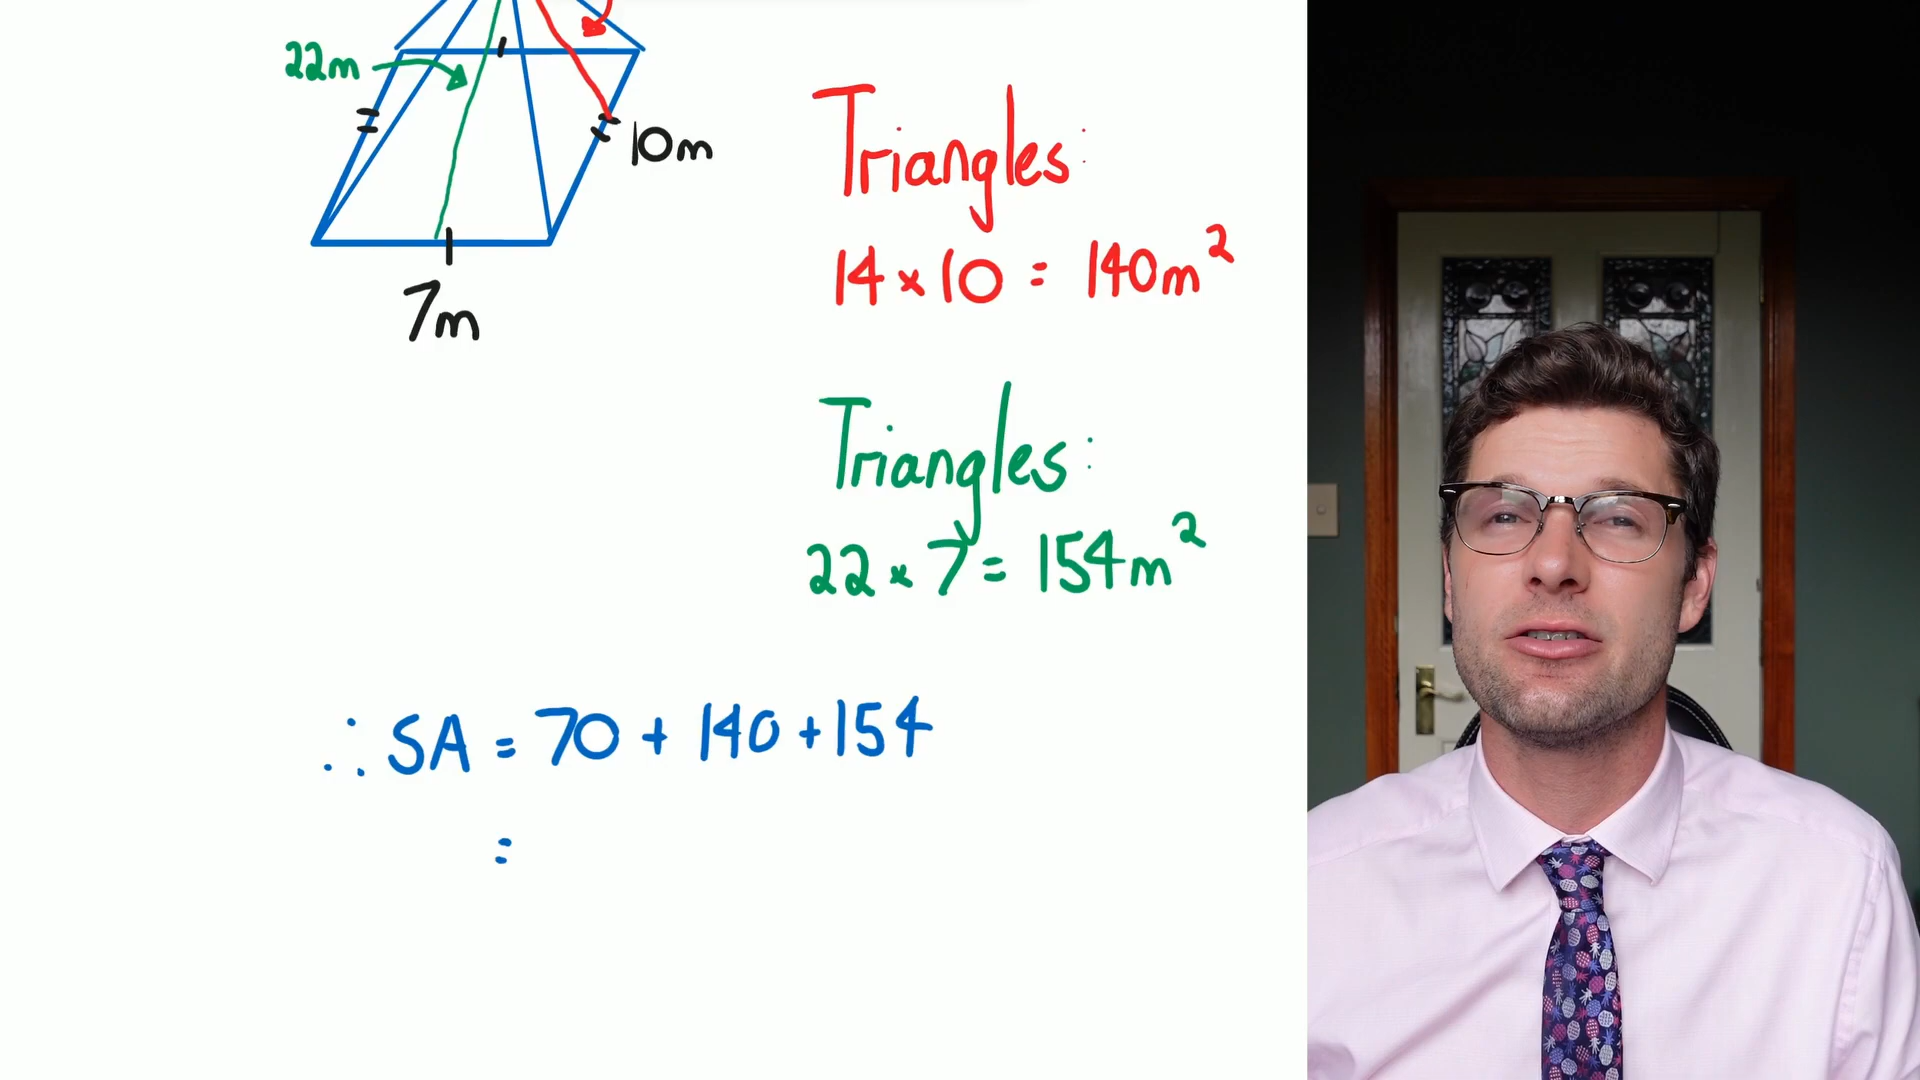 22m
10m
7m
Triangles:
14 × 10 = 140m²
Triangles:
22 × 7 = 154m²
∴ SA = 70 + 140 + 154
=